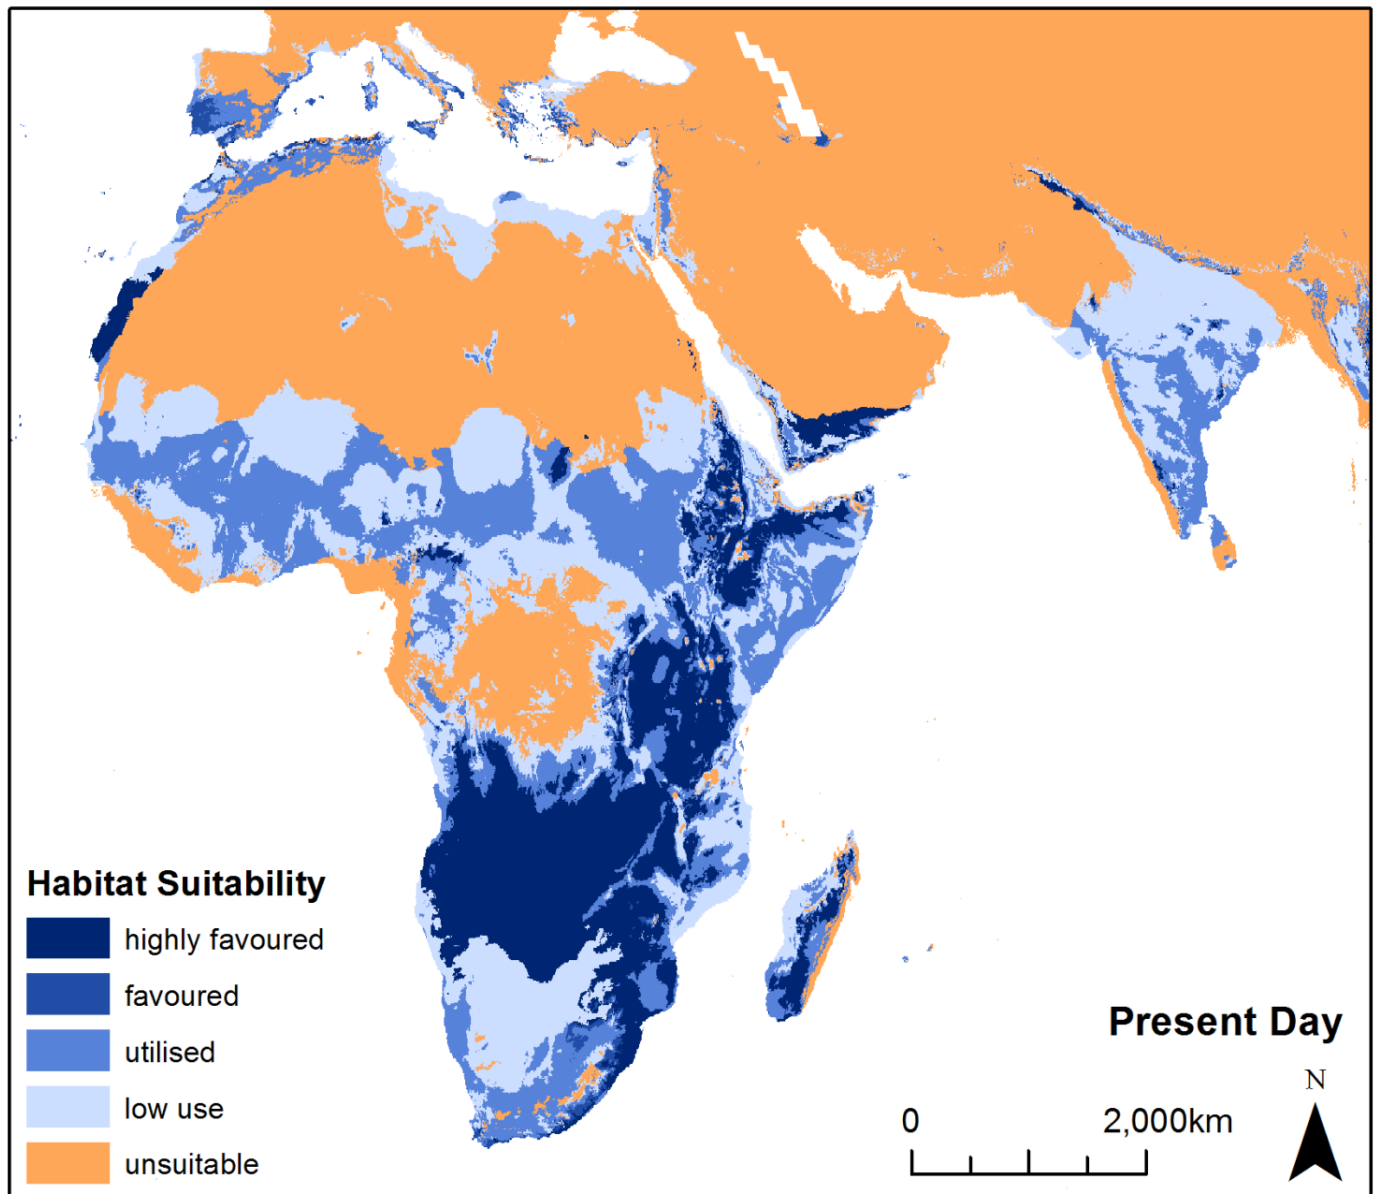 Habitat Suitability
highly favoured
favoured
utilised
low use
unsuitable
Present Day
N
0 2,000km